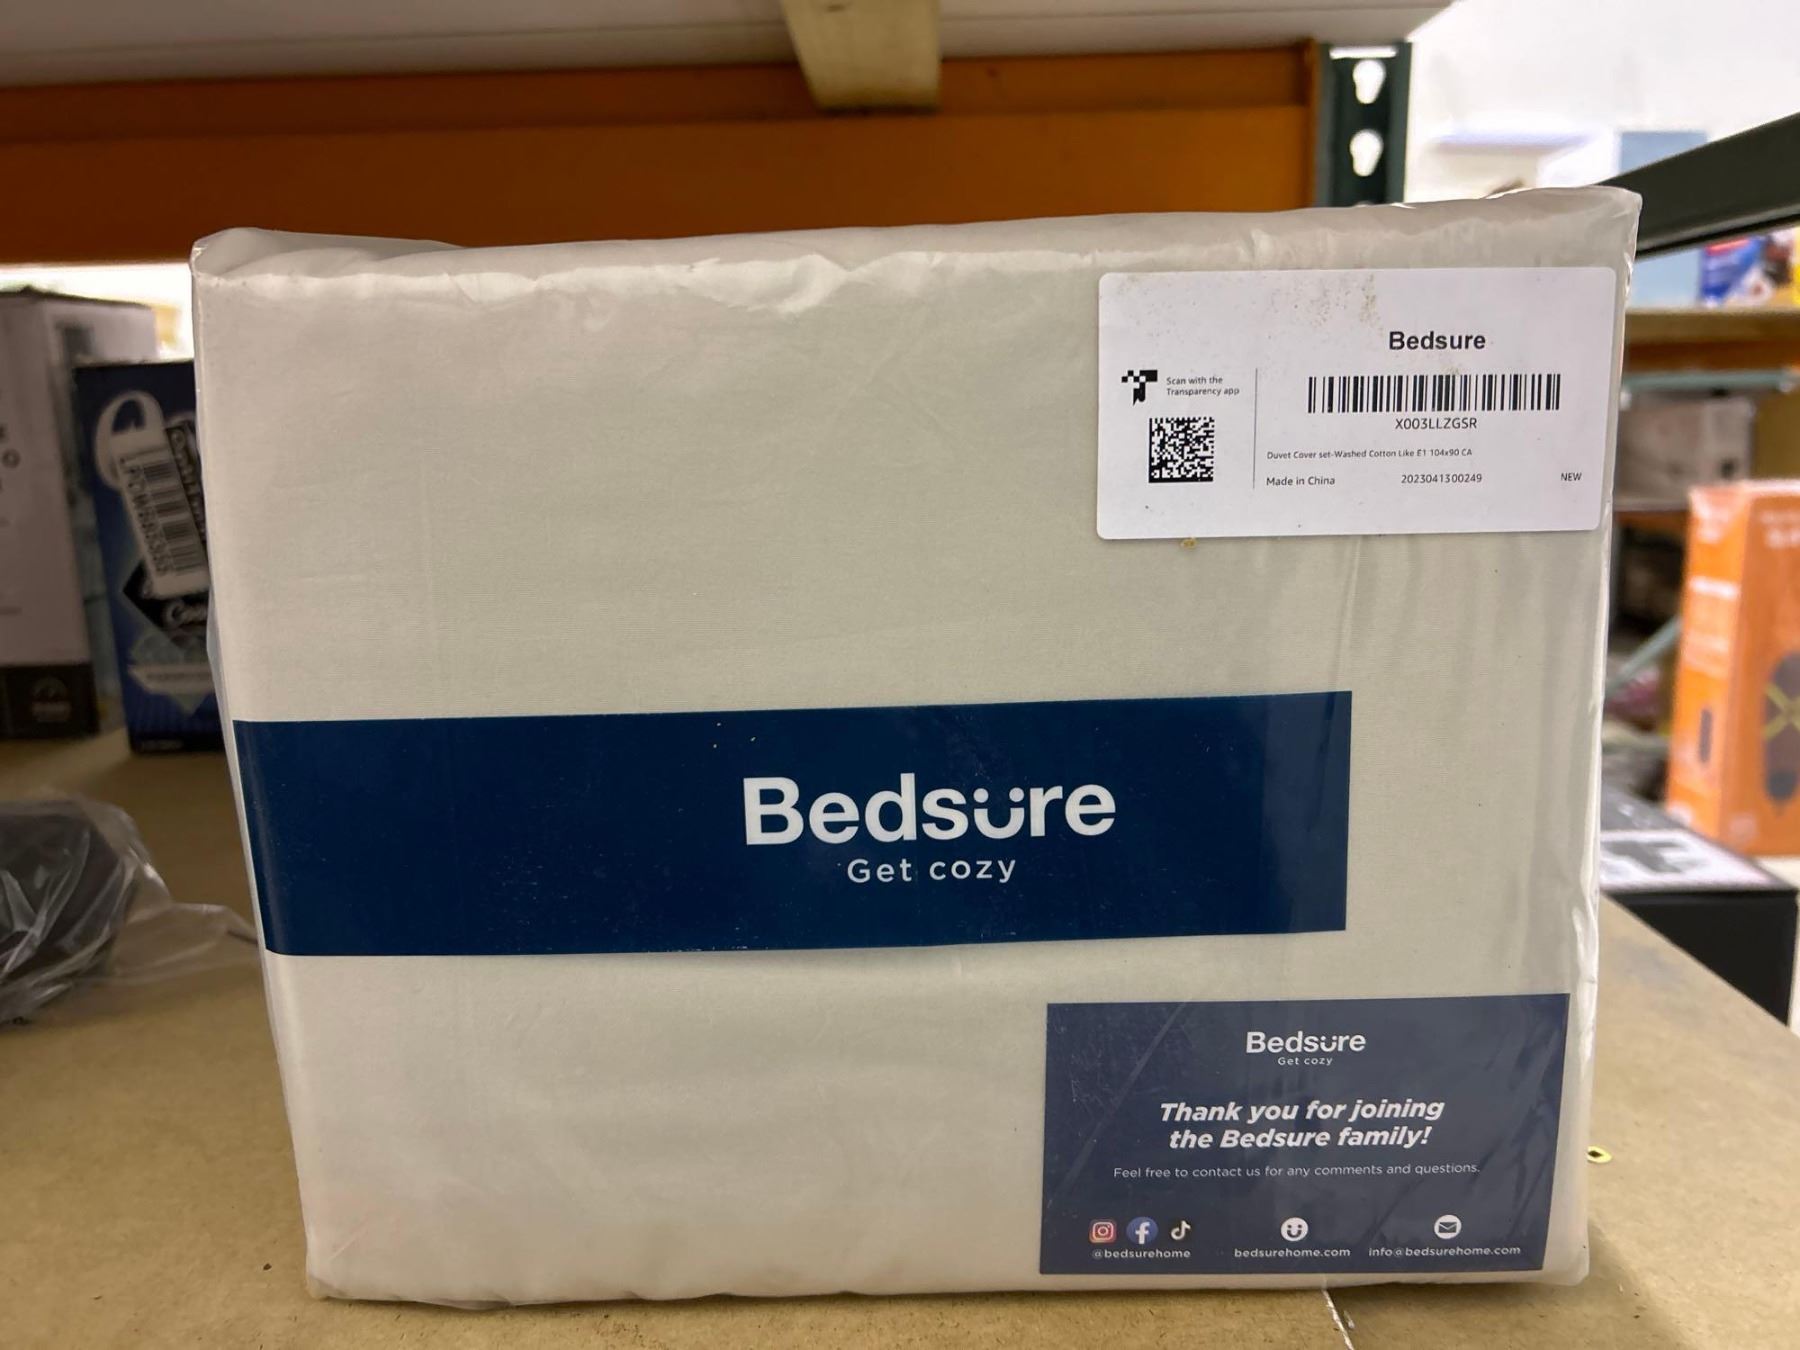 Bedsure
Scan with the
Transparency app
X003LLZGSR
Duvet Cover set-Washed Cotton Like E1 104x90 CA
Made in China 2023041300249 NEW
Bedsure
Get cozy
Bedsure
Get cozy
Thank you for joining
the Bedsure family!
Feel free to contact us for any comments and questions.
@bedsurehome bedsurehome.com info@bedsurehome.com